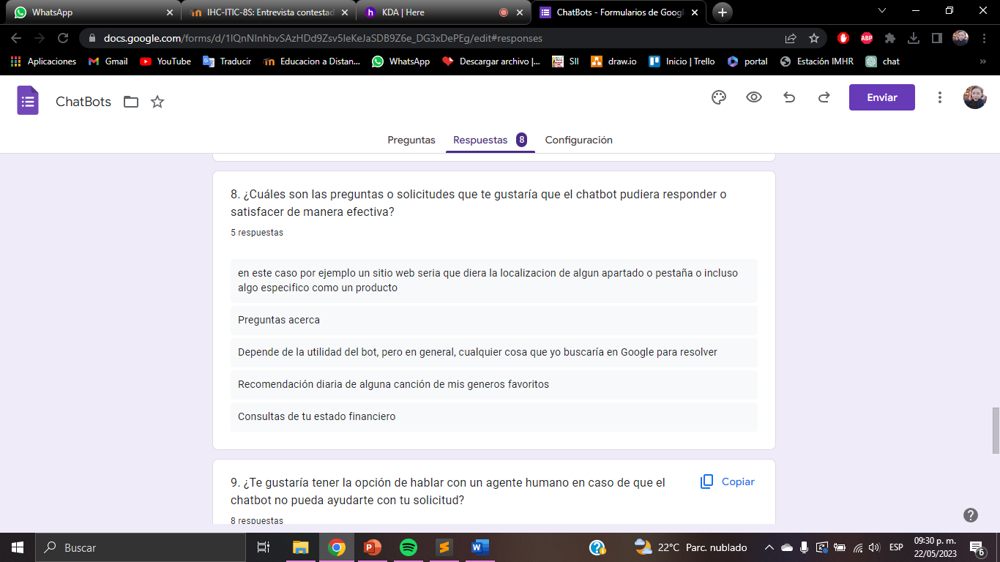 WhatsApp
IHC-ITIC-8S: Entrevista contestad
KDA | Here
ChatBots - Formularios de Googl
docs.google.com/forms/d/1IQnNInhbvSAzHDd9Zsv5IeKeJaSDB9Z6e_DG3xDePEg/edit#responses
ABP
Aplicaciones
Gmail
YouTube
Traducir
Educacion a Distan...
WhatsApp
Descargar archivo |...
SII
draw.io
Inicio | Trello
portal
Estación IMHR
chat
»
ChatBots
Enviar
Preguntas
Respuestas 8
Configuración
8. ¿Cuáles son las preguntas o solicitudes que te gustaría que el chatbot pudiera responder o
satisfacer de manera efectiva?
5 respuestas
en este caso por ejemplo un sitio web seria que diera la localizacion de algun apartado o pestaña o incluso
algo especifico como un producto
Preguntas acerca
Depende de la utilidad del bot, pero en general, cualquier cosa que yo buscaría en Google para resolver
Recomendación diaria de alguna canción de mis generos favoritos
Consultas de tu estado financiero
9. ¿Te gustaría tener la opción de hablar con un agente humano en caso de que el
chatbot no pueda ayudarte con tu solicitud?
Copiar
8 respuestas
Buscar
22°C Parc. nublado
ESP
09:30 p. m.
22/05/2023
6